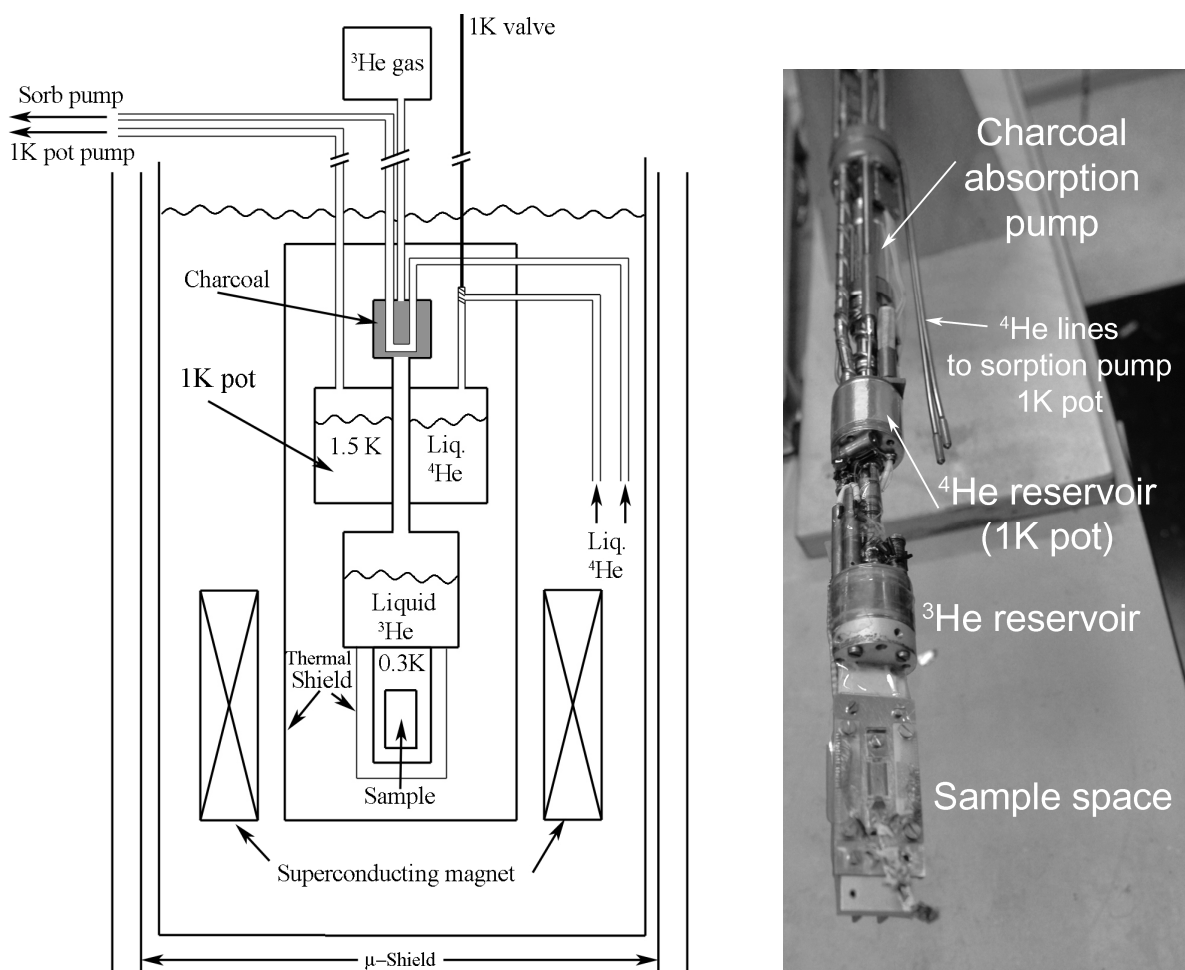 1K valve
³He gas
Sorb pump
1K pot pump
Charcoal
1K pot
1.5 K
Liq.
⁴He
Liq.
⁴He
Liquid
³He
0.3K
Thermal
Shield
Sample
Superconducting magnet
μ-Shield
Charcoal
absorption
pump
⁴He lines
to sorption pump
1K pot
⁴He reservoir
(1K pot)
³He reservoir
Sample space